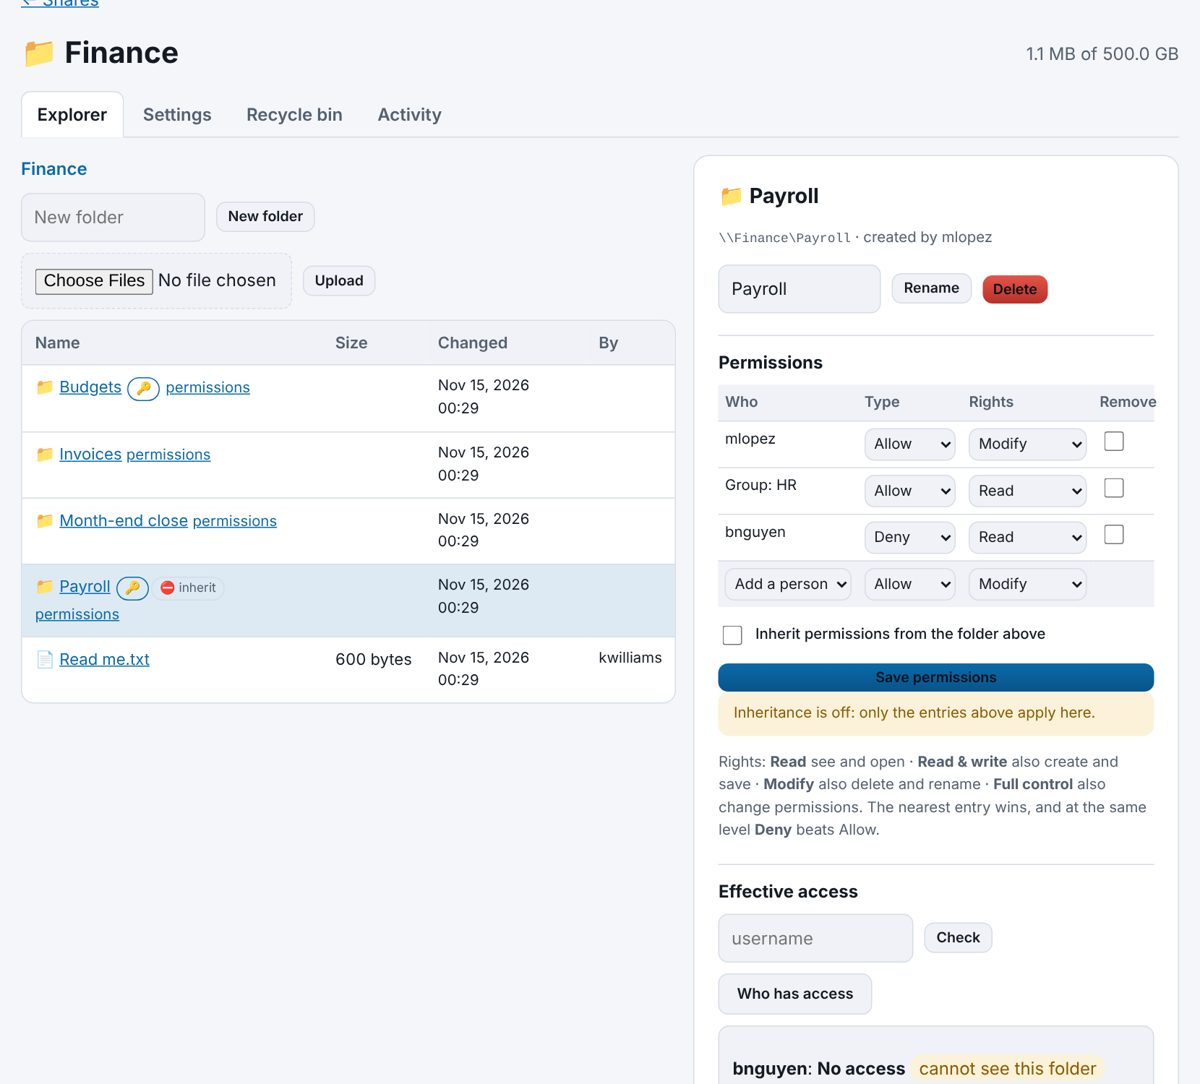 ← Shares
Finance
1.1 MB of 500.0 GB
Explorer
Settings
Recycle bin
Activity
Finance
New folder
New folder
Choose Files No file chosen
Upload
Name Size Changed By
Budgets permissions Nov 15, 2026
00:29
Invoices permissions Nov 15, 2026
00:29
Month-end close permissions Nov 15, 2026
00:29
Payroll inherit Nov 15, 2026
permissions 00:29
Read me.txt 600 bytes Nov 15, 2026 kwilliams
00:29
Payroll
\\Finance\Payroll · created by mlopez
Payroll
Rename
Delete
Permissions
Who Type Rights Remove
mlopez Allow Modify
Group: HR Allow Read
bnguyen Deny Read
Add a person Allow Modify
Inherit permissions from the folder above
Save permissions
Inheritance is off: only the entries above apply here.
Rights: Read see and open · Read & write also create and
save · Modify also delete and rename · Full control also
change permissions. The nearest entry wins, and at the same
level Deny beats Allow.
Effective access
username
Check
Who has access
bnguyen: No access cannot see this folder